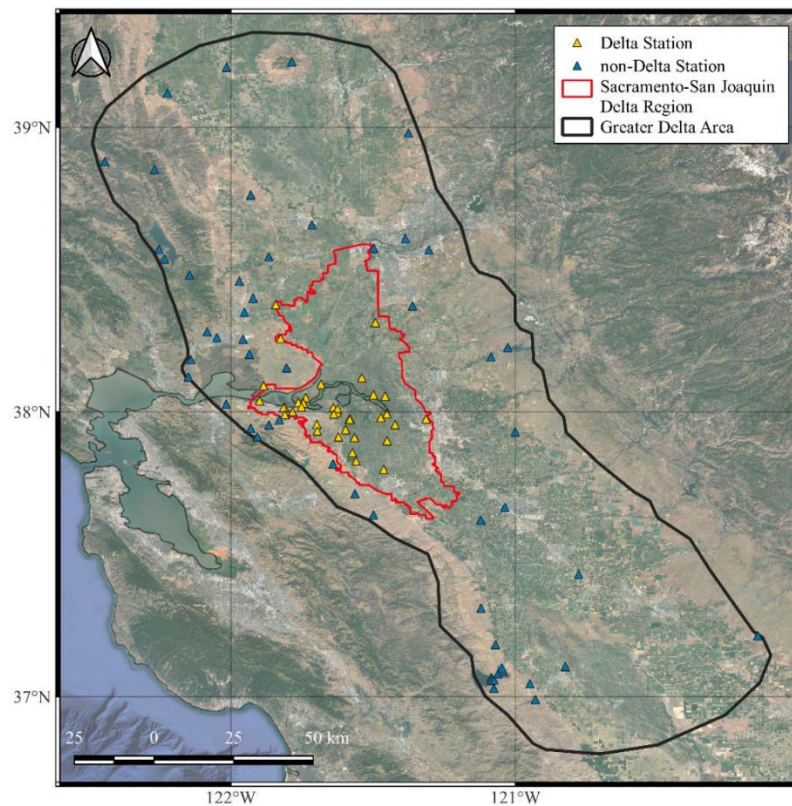 Delta Station
non-Delta Station
Sacramento-San Joaquin
Delta Region
Greater Delta Area
39°N
38°N
37°N
25 0 25 50 km
122°W 121°W